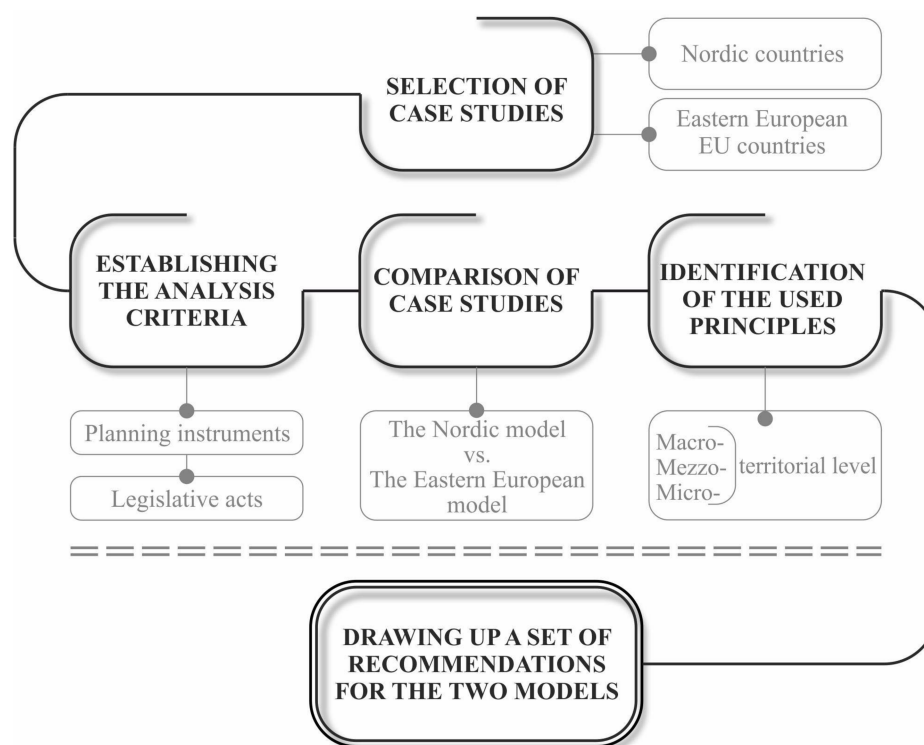 SELECTION OF
CASE STUDIES
Nordic countries
Eastern European
EU countries
ESTABLISHING
THE ANALYSIS
CRITERIA
Planning instruments
Legislative acts
COMPARISON OF
CASE STUDIES
The Nordic model
vs.
The Eastern European
model
IDENTIFICATION
OF THE USED
PRINCIPLES
Macro-
Mezzo-
Micro-
territorial level
DRAWING UP A SET OF
RECOMMENDATIONS
FOR THE TWO MODELS